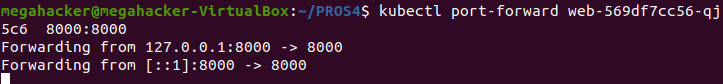 megahacker@megahacker-VirtualBox:~/PROS4$ kubectl port-forward web-569df7cc56-qj
5c6  8000:8000
Forwarding from 127.0.0.1:8000 -> 8000
Forwarding from [::1]:8000 -> 8000